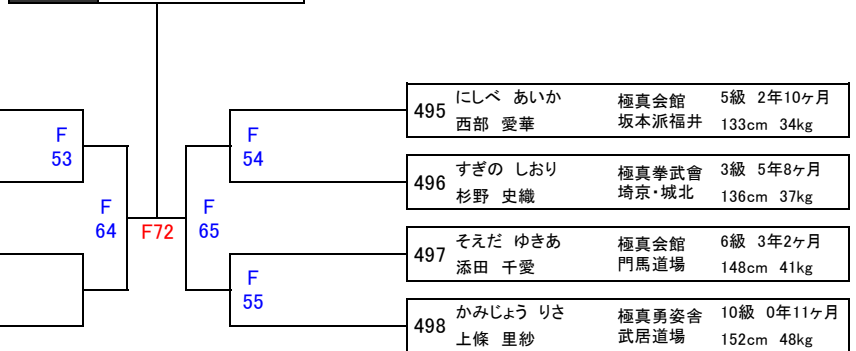 F
53
F
64
F72
F
65
F
54
F
55
495 にしべ あいか 極真会館 5級 2年10ヶ月
西部 愛華 坂本派福井 133cm 34kg
496 すぎの しおり 極真拳武會 3級 5年8ヶ月
杉野 史織 埼京・城北 136cm 37kg
497 そえだ ゆきあ 極真会館 6級 3年2ヶ月
添田 千愛 門馬道場 148cm 41kg
498 かみじょう りさ 極真勇姿舎 10級 0年11ヶ月
上條 里紗 武居道場 152cm 48kg